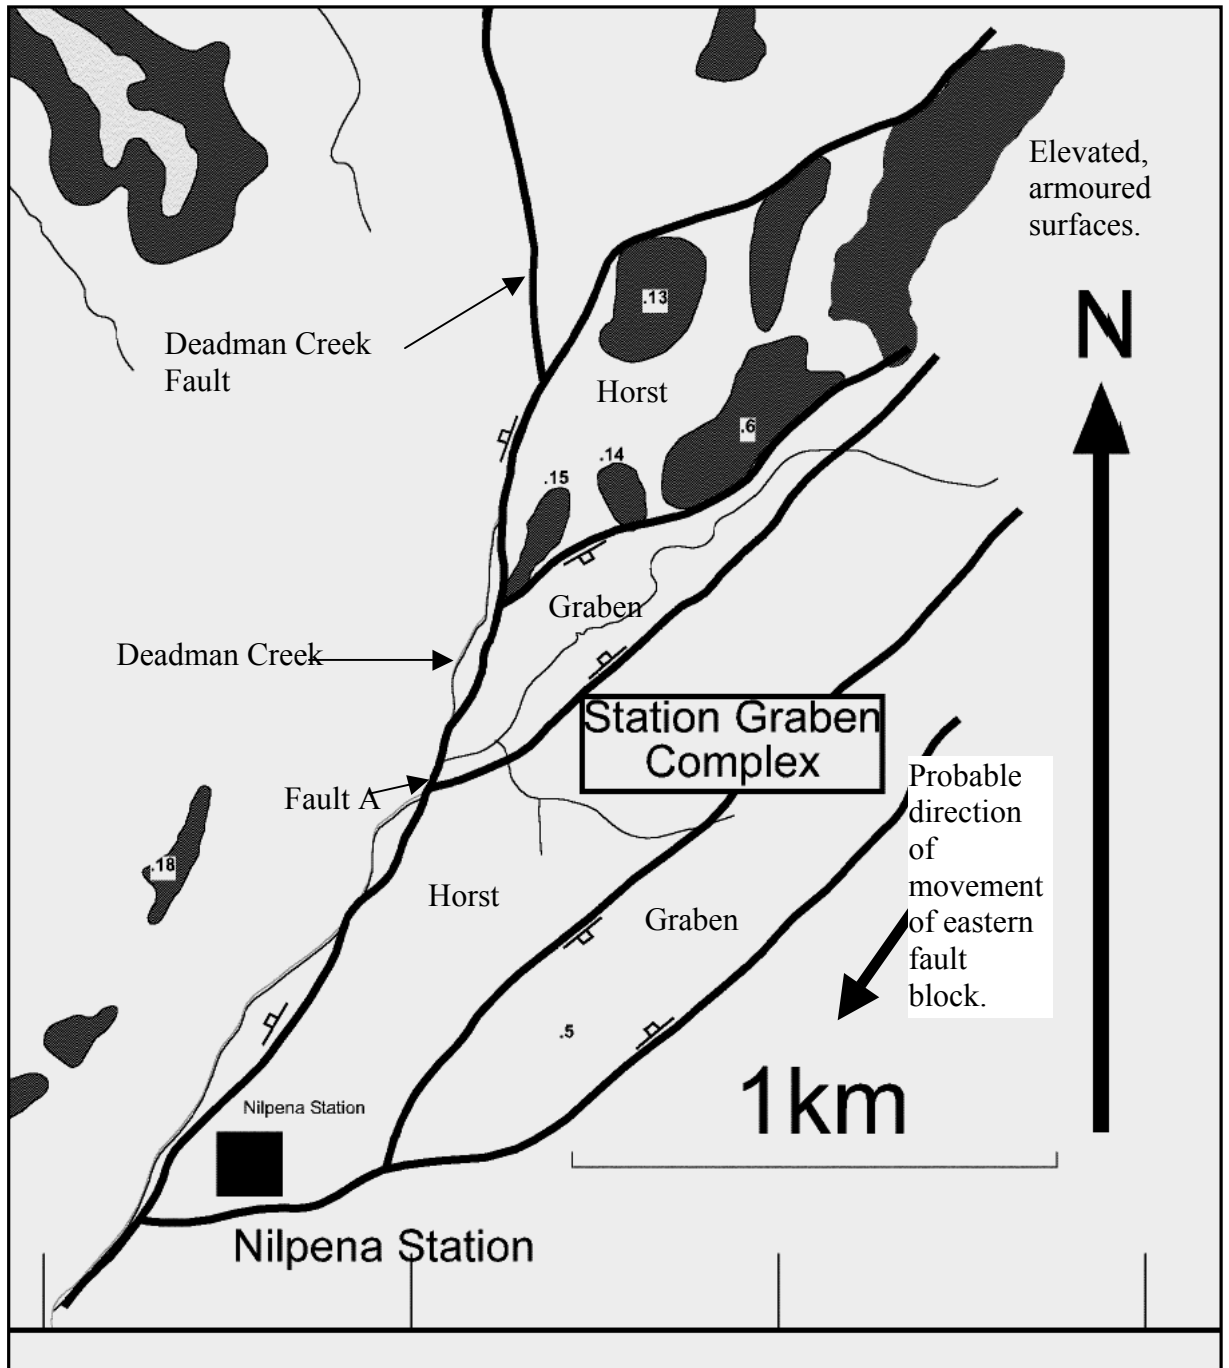 Elevated,
armoured
surfaces.
N
.13
Deadman Creek
Fault
Horst
.6
.14
.15
Graben
Deadman Creek
Station Graben
Complex
Fault A
Probable
direction
of
movement
of eastern
fault
block.
.18
Horst
Graben
.5
1km
Nilpena Station
Nilpena Station